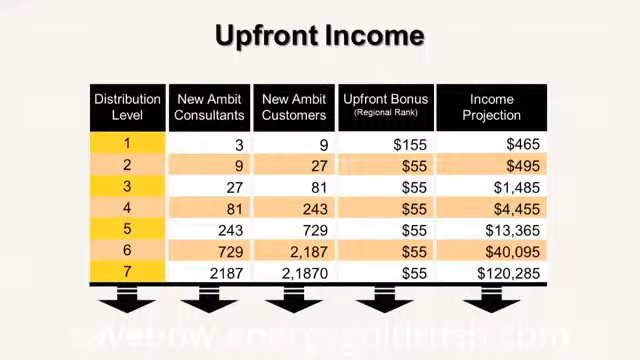 Upfront Income
Distribution Level New Ambit Consultants New Ambit Customers Upfront Bonus (Regional Rank) Income Projection
1 3 9 $155 $465
2 9 27 $55 $495
3 27 81 $55 $1,485
4 81 243 $55 $4,455
5 243 729 $55 $13,365
6 729 2,187 $55 $40,095
7 2187 2,1870 $55 $120,285